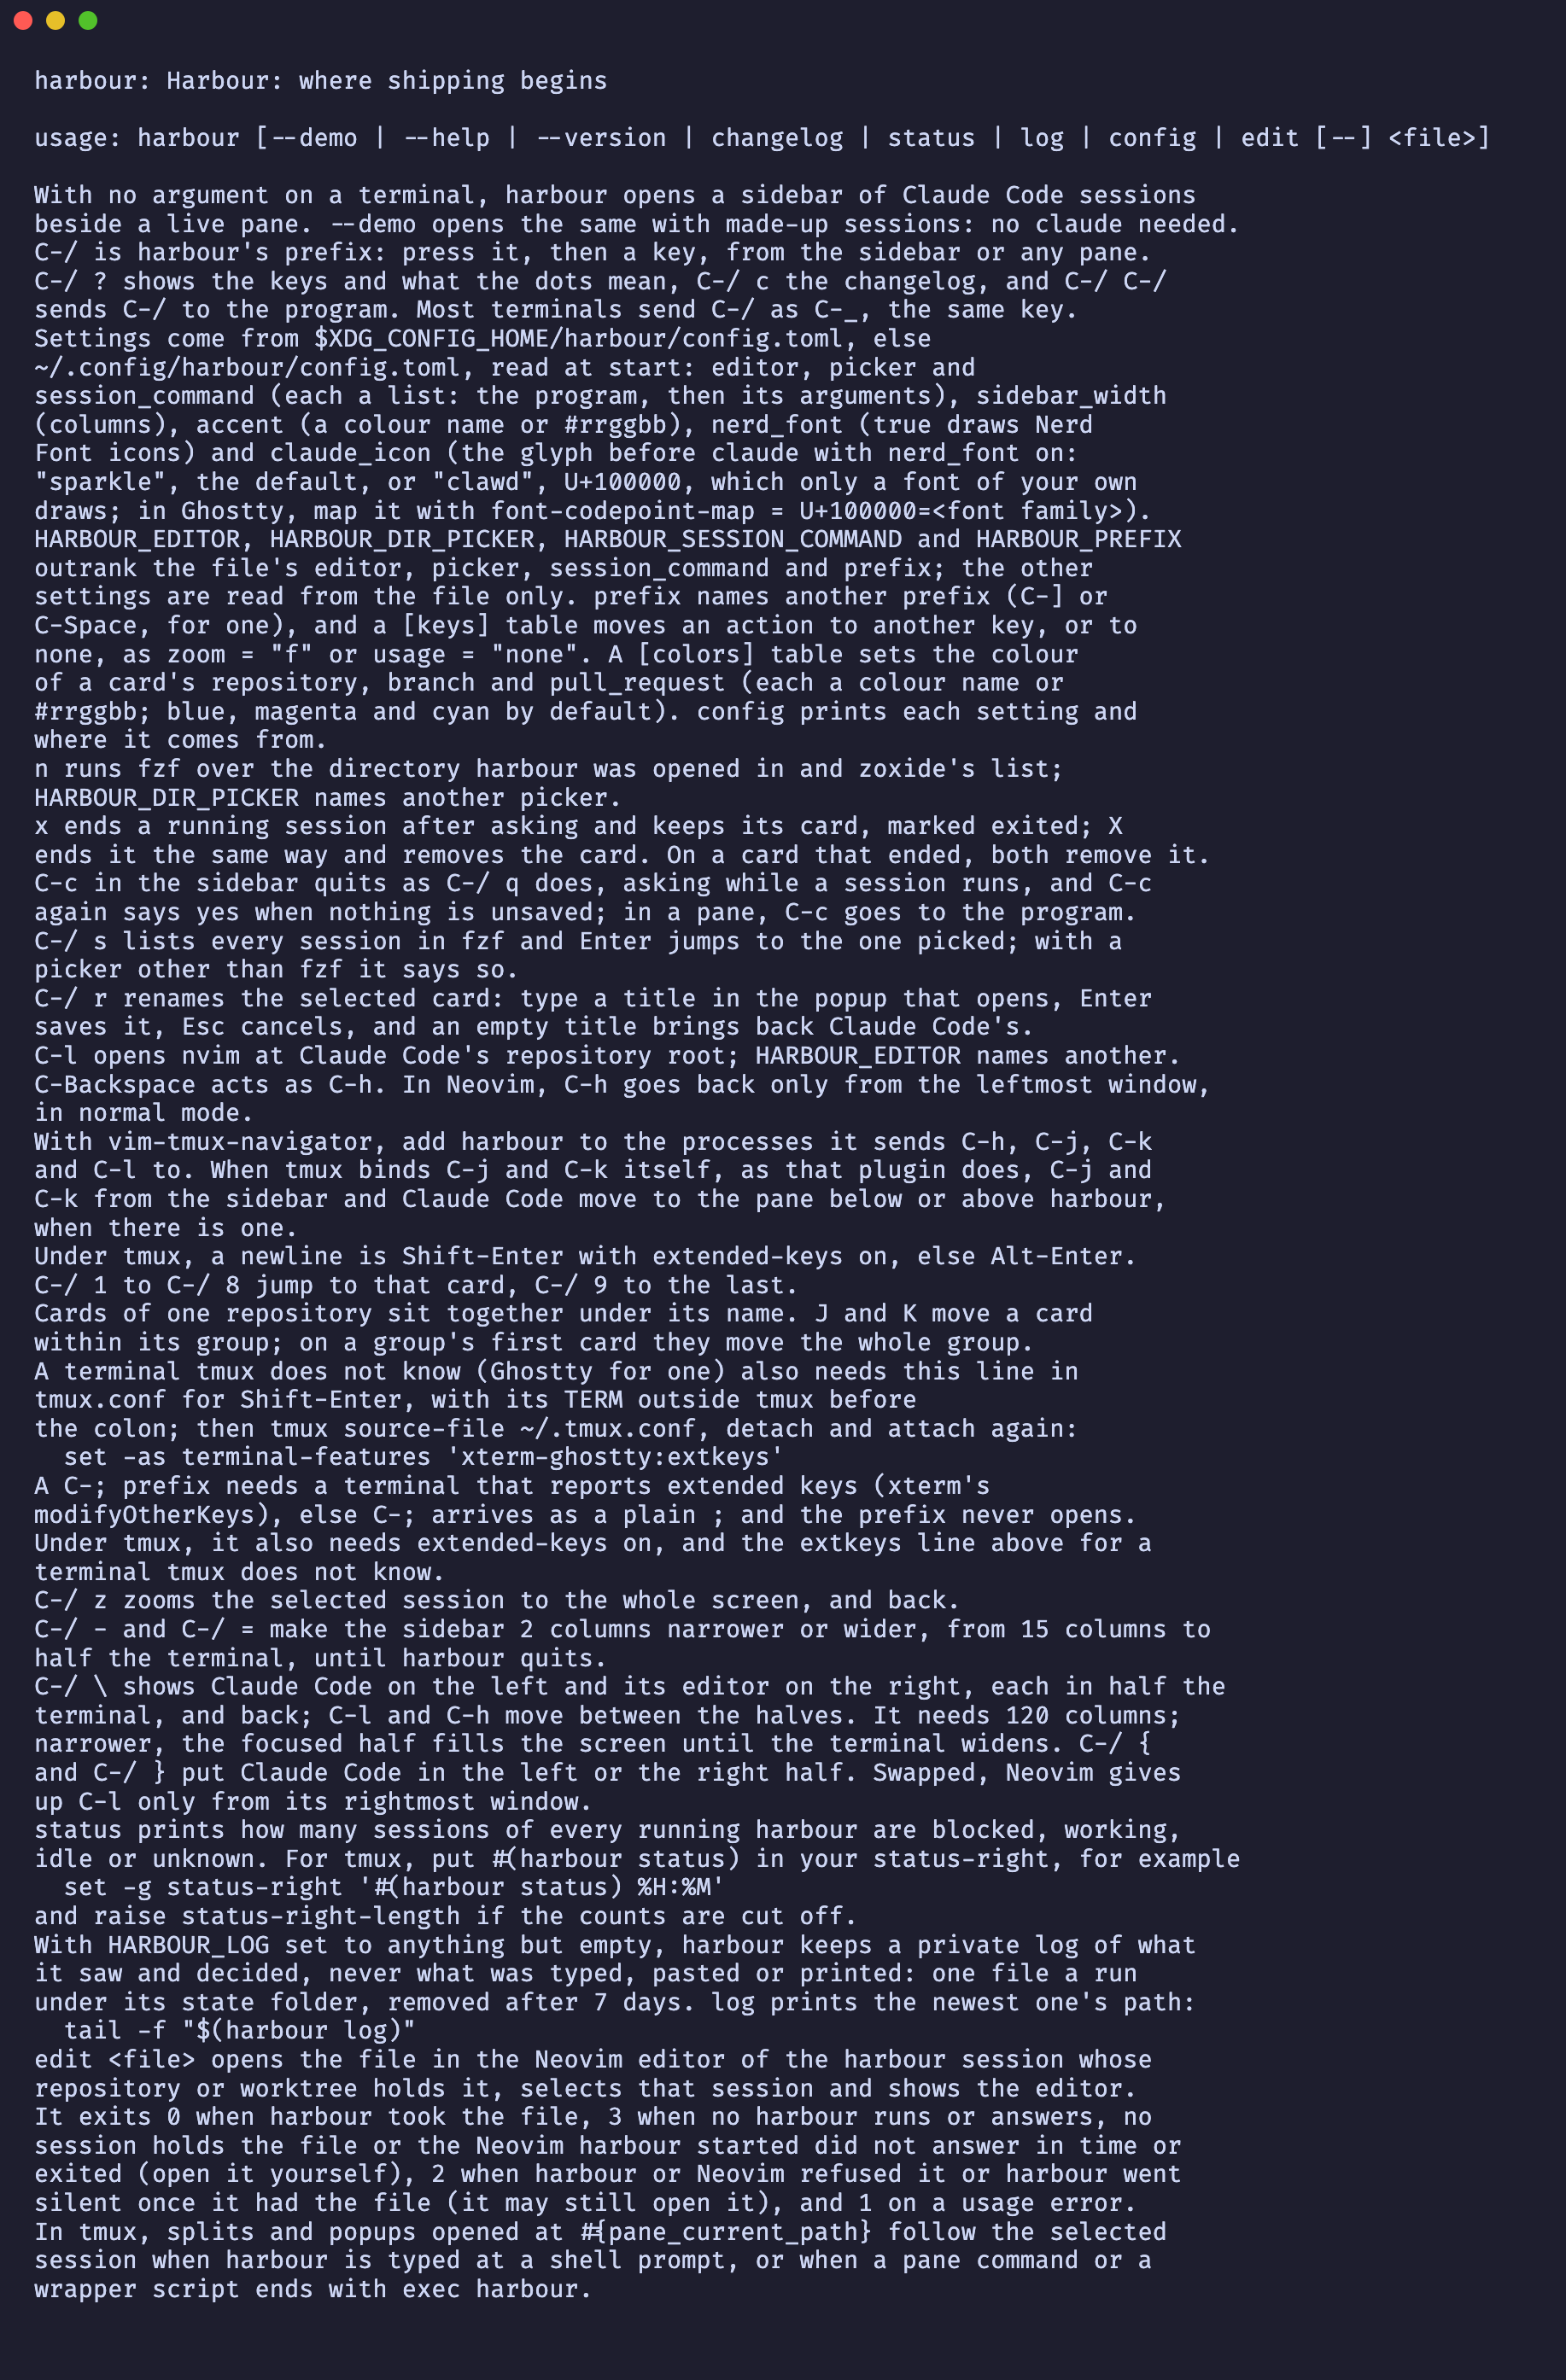 harbour: Harbour: where shipping begins
usage: harbour [--demo | --help | --version | changelog | status | log | config | edit [--] <file>]
With no argument on a terminal, harbour opens a sidebar of Claude Code sessions
beside a live pane. --demo opens the same with made-up sessions: no claude needed.
C-/ is harbour's prefix: press it, then a key, from the sidebar or any pane.
C-/ ? shows the keys and what the dots mean, C-/ c the changelog, and C-/ C-/
sends C-/ to the program. Most terminals send C-/ as C-_, the same key.
Settings come from $XDG_CONFIG_HOME/harbour/config.toml, else
~/.config/harbour/config.toml, read at start: editor, picker and
session_command (each a list: the program, then its arguments), sidebar_width
(columns), accent (a colour name or #rrggbb), nerd_font (true draws Nerd
Font icons) and claude_icon (the glyph before claude with nerd_font on:
"sparkle", the default, or "clawd", U+100000, which only a font of your own
draws; in Ghostty, map it with font-codepoint-map = U+100000=<font family>).
HARBOUR_EDITOR, HARBOUR_DIR_PICKER, HARBOUR_SESSION_COMMAND and HARBOUR_PREFIX
outrank the file's editor, picker, session_command and prefix; the other
settings are read from the file only. prefix names another prefix (C-] or
C-Space, for one), and a [keys] table moves an action to another key, or to
none, as zoom = "f" or usage = "none". A [colors] table sets the colour
of a card's repository, branch and pull_request (each a colour name or
#rrggbb; blue, magenta and cyan by default). config prints each setting and
where it comes from.
n runs fzf over the directory harbour was opened in and zoxide's list;
HARBOUR_DIR_PICKER names another picker.
x ends a running session after asking and keeps its card, marked exited; X
ends it the same way and removes the card. On a card that ended, both remove it.
C-c in the sidebar quits as C-/ q does, asking while a session runs, and C-c
again says yes when nothing is unsaved; in a pane, C-c goes to the program.
C-/ s lists every session in fzf and Enter jumps to the one picked; with a
picker other than fzf it says so.
C-/ r renames the selected card: type a title in the popup that opens, Enter
saves it, Esc cancels, and an empty title brings back Claude Code's.
C-l opens nvim at Claude Code's repository root; HARBOUR_EDITOR names another.
C-Backspace acts as C-h. In Neovim, C-h goes back only from the leftmost window,
in normal mode.
With vim-tmux-navigator, add harbour to the processes it sends C-h, C-j, C-k
and C-l to. When tmux binds C-j and C-k itself, as that plugin does, C-j and
C-k from the sidebar and Claude Code move to the pane below or above harbour,
when there is one.
Under tmux, a newline is Shift-Enter with extended-keys on, else Alt-Enter.
C-/ 1 to C-/ 8 jump to that card, C-/ 9 to the last.
Cards of one repository sit together under its name. J and K move a card
within its group; on a group's first card they move the whole group.
A terminal tmux does not know (Ghostty for one) also needs this line in
tmux.conf for Shift-Enter, with its TERM outside tmux before
the colon; then tmux source-file ~/.tmux.conf, detach and attach again:
  set -as terminal-features 'xterm-ghostty:extkeys'
A C-; prefix needs a terminal that reports extended keys (xterm's
modifyOtherKeys), else C-; arrives as a plain ; and the prefix never opens.
Under tmux, it also needs extended-keys on, and the extkeys line above for a
terminal tmux does not know.
C-/ z zooms the selected session to the whole screen, and back.
C-/ - and C-/ = make the sidebar 2 columns narrower or wider, from 15 columns to
half the terminal, until harbour quits.
C-/ \ shows Claude Code on the left and its editor on the right, each in half the
terminal, and back; C-l and C-h move between the halves. It needs 120 columns;
narrower, the focused half fills the screen until the terminal widens. C-/ {
and C-/ } put Claude Code in the left or the right half. Swapped, Neovim gives
up C-l only from its rightmost window.
status prints how many sessions of every running harbour are blocked, working,
idle or unknown. For tmux, put #(harbour status) in your status-right, for example
  set -g status-right '#(harbour status) %H:%M'
and raise status-right-length if the counts are cut off.
With HARBOUR_LOG set to anything but empty, harbour keeps a private log of what
it saw and decided, never what was typed, pasted or printed: one file a run
under its state folder, removed after 7 days. log prints the newest one's path:
  tail -f "$(harbour log)"
edit <file> opens the file in the Neovim editor of the harbour session whose
repository or worktree holds it, selects that session and shows the editor.
It exits 0 when harbour took the file, 3 when no harbour runs or answers, no
session holds the file or the Neovim harbour started did not answer in time or
exited (open it yourself), 2 when harbour or Neovim refused it or harbour went
silent once it had the file (it may still open it), and 1 on a usage error.
In tmux, splits and popups opened at #{pane_current_path} follow the selected
session when harbour is typed at a shell prompt, or when a pane command or a
wrapper script ends with exec harbour.